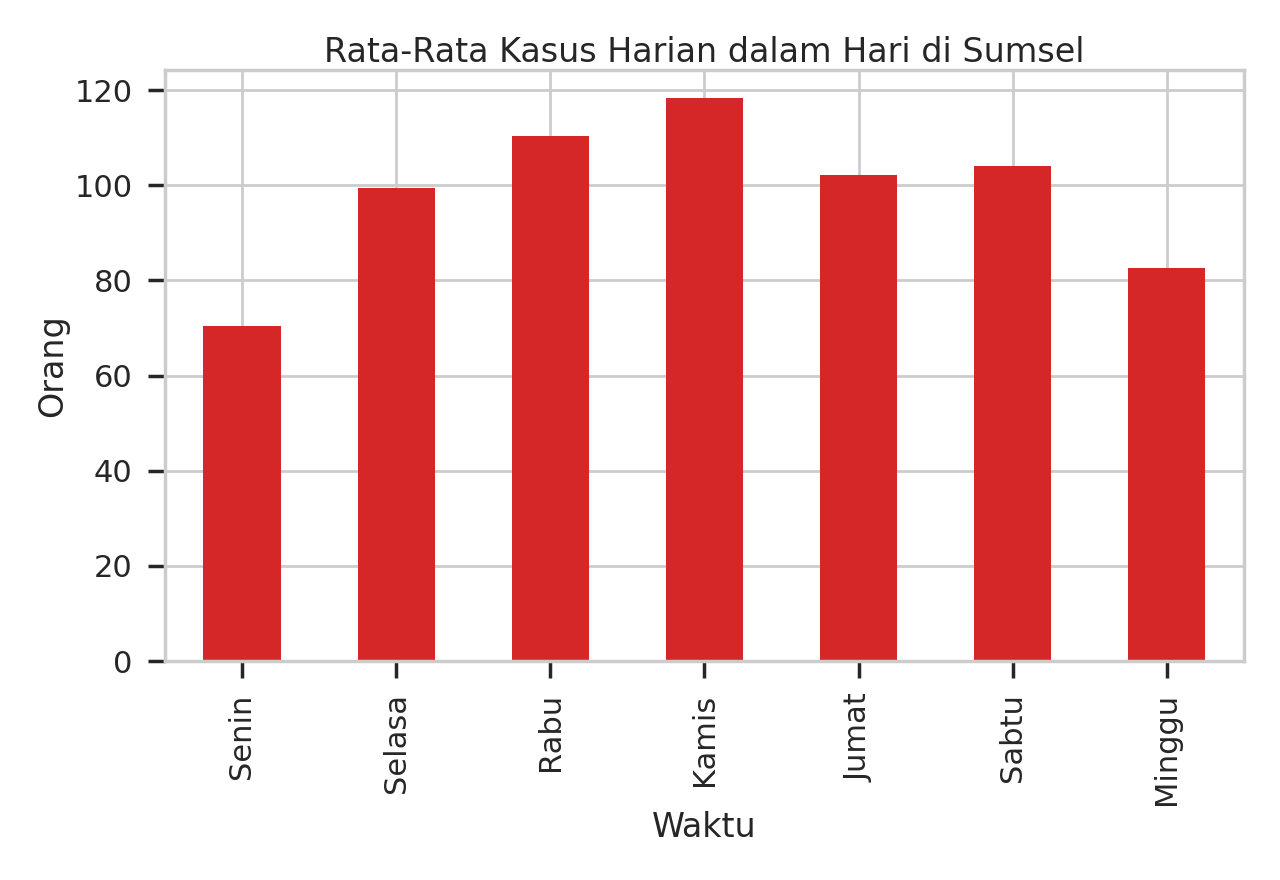 Rata-Rata Kasus Harian dalam Hari di Sumsel
Orang
120
100
80
60
40
20
0
Senin
Selasa
Rabu
Kamis
Jumat
Sabtu
Minggu
Waktu